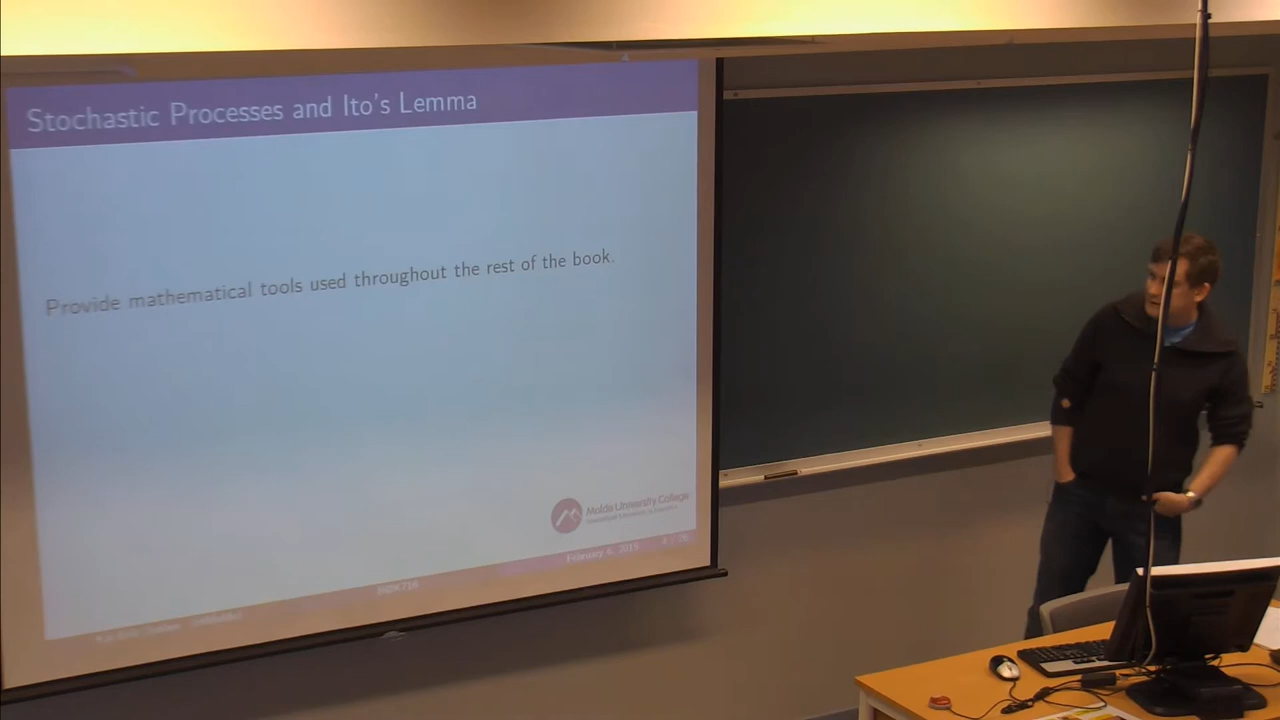 Stochastic Processes and Ito's Lemma
Provide mathematical tools used throughout the rest of the book.
Molde University College
February 4, 2015